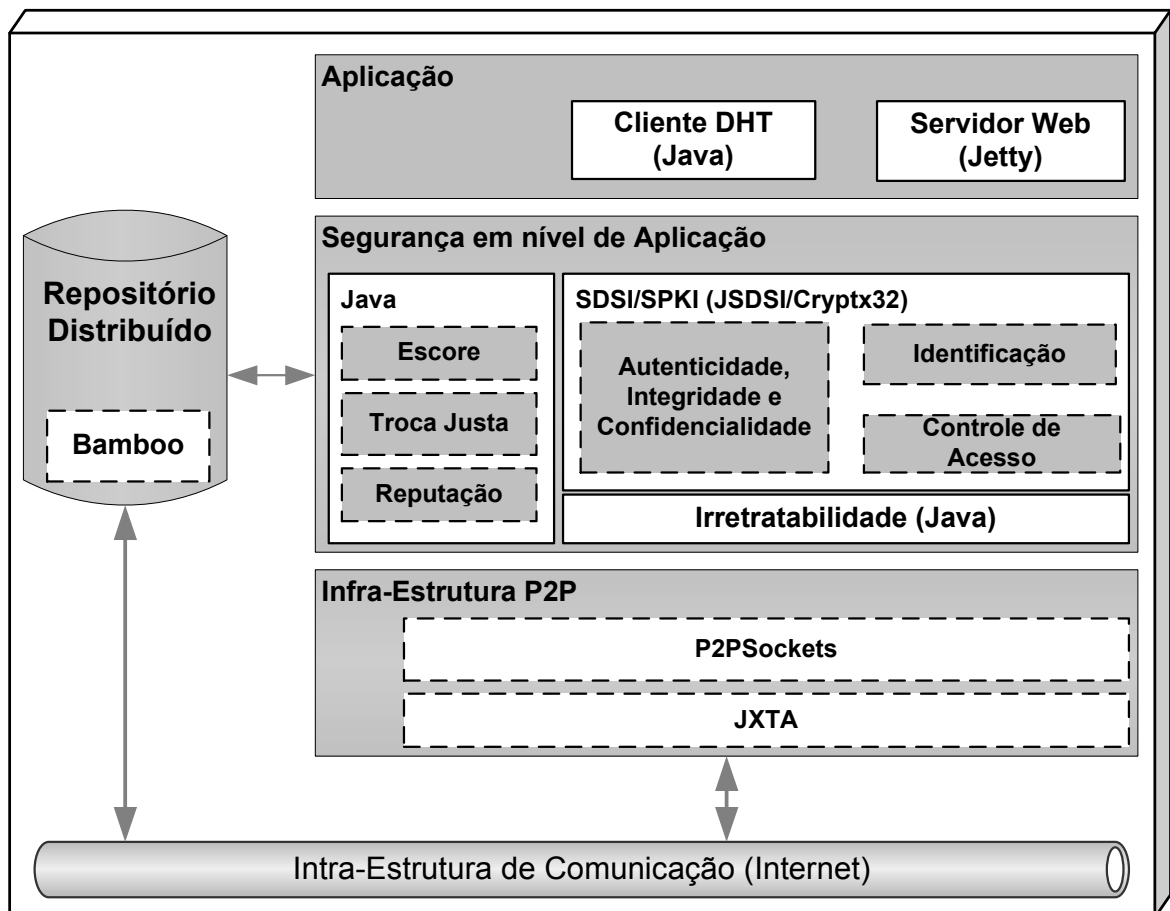 Aplicação
Cliente DHT
(Java)
Servidor Web
(Jetty)
Segurança em nível de Aplicação
Repositório
Distribuído
Bamboo
Java
Escore
Troca Justa
Reputação
SDSI/SPKI (JSDSI/Cryptx32)
Autenticidade,
Integridade e
Confidencialidade
Identificação
Controle de
Acesso
Irretratabilidade (Java)
Infra-Estrutura P2P
P2PSockets
JXTA
Intra-Estrutura de Comunicação (Internet)